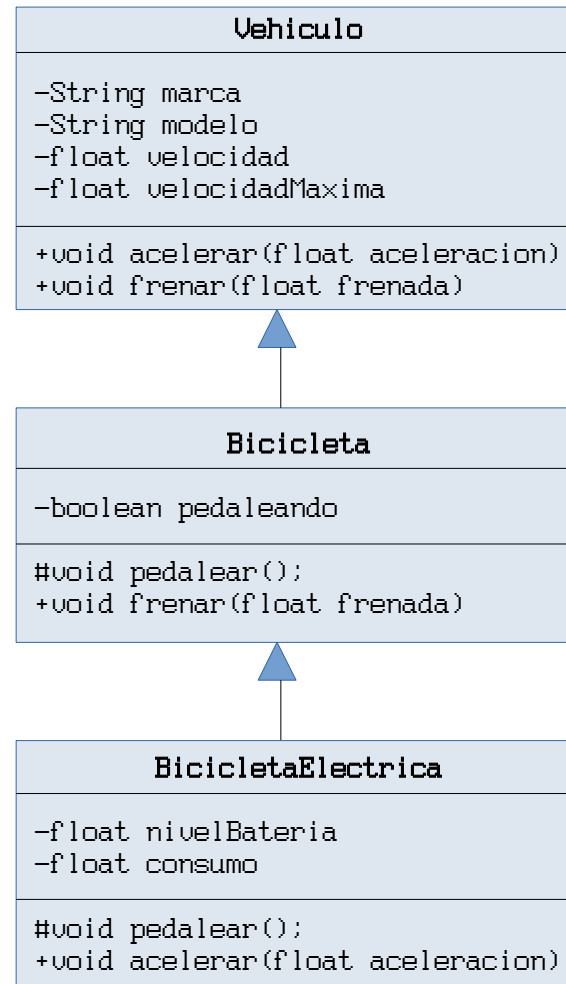 Vehiculo
-String marca
-String modelo
-float velocidad
-float velocidadMaxima
+void acelerar(float aceleracion)
+void frenar(float frenada)
Bicicleta
-boolean pedaleando
#void pedalear();
+void frenar(float frenada)
BicicletaElectrica
-float nivelBateria
-float consumo
#void pedalear();
+void acelerar(float aceleracion)